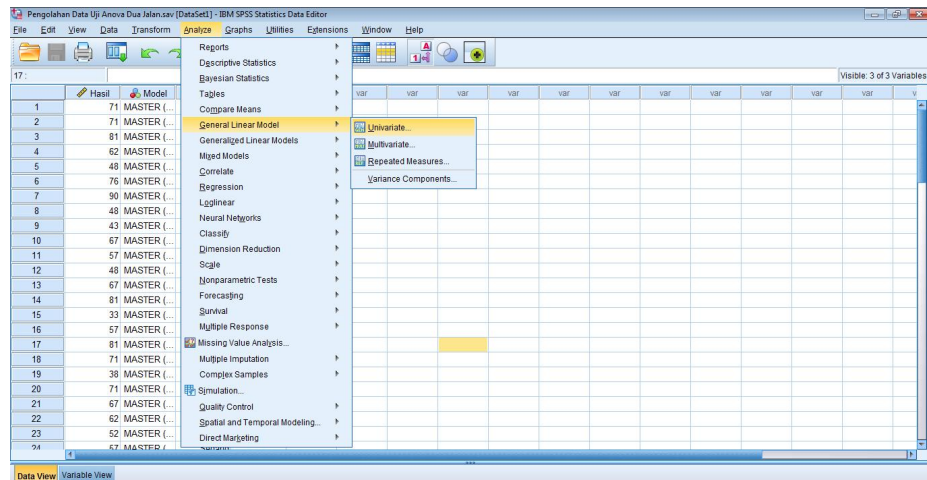 Pengolahan Data Uji Anova Dua Jalan.sav [DataSet1] - IBM SPSS Statistics Data Editor
File Edit View Data Transform Analyze Graphs Utilities Extensions Window Help
17 :
Visible: 3 of 3 Variables
Hasil Model var var var var var var var var var var var
1 71 MASTER (...
2 71 MASTER (...
3 81 MASTER (...
4 62 MASTER (...
5 48 MASTER (...
6 76 MASTER (...
7 90 MASTER (...
8 48 MASTER (...
9 43 MASTER (...
10 67 MASTER (...
11 57 MASTER (...
12 48 MASTER (...
13 67 MASTER (...
14 81 MASTER (...
15 33 MASTER (...
16 57 MASTER (...
17 81 MASTER (...
18 71 MASTER (...
19 38 MASTER (...
20 71 MASTER (...
21 67 MASTER (...
22 62 MASTER (...
23 52 MASTER (...
24 57 MASTER (
Reports
Descriptive Statistics
Bayesian Statistics
Tables
Compare Means
General Linear Model
Generalized Linear Models
Mixed Models
Correlate
Regression
Loglinear
Neural Networks
Classify
Dimension Reduction
Scale
Nonparametric Tests
Forecasting
Survival
Multiple Response
Missing Value Analysis...
Multiple Imputation
Complex Samples
Simulation...
Quality Control
Spatial and Temporal Modeling...
Direct Marketing
Univariate...
Multivariate...
Repeated Measures...
Variance Components...
Data View Variable View